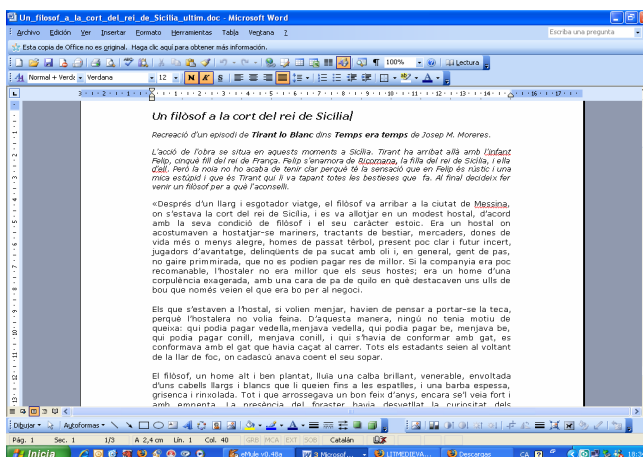 Un_filosof_a_la_cort_del_rei_de_Sicilia_ultim.doc - Microsoft Word
Archivo Edición Ver Insertar Formato Herramientas Tabla Ventana ?
Escriba una pregunta
Esta copia de Office no es original. Haga clic aquí para obtener más información.
100% Lectura
Normal + Verdc Verdana 12 N K S
Un filòsof a la cort del rei de Sicilia
Recreació d'un episodi de Tirant lo Blanc dins Temps era temps de Josep M. Moreres.
L'acció de l'obra se situa en aquests moments a Sicília. Tirant ha arribat allà amb l'infant
Felip, cinquè fill del rei de França. Felip s'enamora de Ricomana, la filla del rei de Sicília, i ella
d'ell. Però la noia no ho acaba de tenir clar perquè té la sensació que en Felip és rústic i una
mica estúpid i que és Tirant qui li va tapant totes les bestieses que fa. Al final decideix fer
venir un filòsof per a què l'aconselli.
«Després d'un llarg i esgotador viatge, el filòsof va arribar a la ciutat de Messina,
on s'estava la cort del rei de Sicília, i es va allotjar en un modest hostal, d'acord
amb la seva condició de filòsof i el seu caràcter estoic. Era un hostal on
acostumaven a hostatjar-se mariners, tractants de bestiar, mercaders, dones de
vida més o menys alegre, homes de passat tèrbol, present poc clar i futur incert,
jugadors d'avantatge, delinqüents de pa sucat amb oli i, en general, gent de pas,
no gaire primmirada, que no es podien pagar res de millor. Si la companyia era poc
recomanable, l'hostaler no era millor que els seus hostes; era un home d'una
corpulència exagerada, amb una cara de pa de quilo en què destacaven uns ulls de
bou que només veien el que era bo per al negoci.
Els que s'estaven a l'hostal, si volien menjar, havien de pensar a portar-se la teca,
perquè l'hostalera no volia feina. D'aquesta manera, ningú no tenia motiu de
queixa: qui podia pagar vedella,menjava vedella, qui podia pagar be, menjava be,
qui podia pagar conill, menjava conill, i qui s'havia de conformar amb gat, es
conformava amb el gat que havia caçat al carrer. Tots els estadants seien al voltant
de la llar de foc, on cadascú anava coent el seu sopar.
El filòsof, un home alt i ben plantat, lluïa una calba brillant, venerable, envoltada
d'uns cabells llargs i blancs que li queien fins a les espatlles, i una barba espessa,
grisenca i rinxolada. Tot i que arrossegava un bon feix d'anys, encara se'l veia fort i
amb empenta. La presència del foraster havia desvetllat la curiositat dels
Dibujar Autoformas
Pág. 1 Sec. 1 1/3 A 2,4 cm Lín. 1 Col. 40 GRB MCA EXT SOB Catalán
Inicio eMule v0.48a 3 Microsof... LITMEDIEVA... Descargas CA